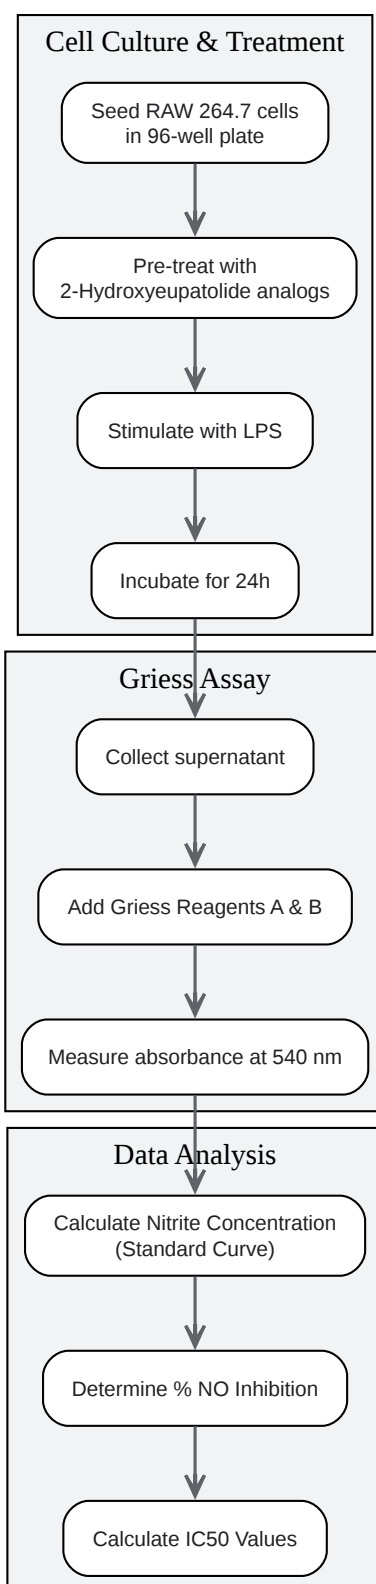 Cell Culture & Treatment
Seed RAW 264.7 cells
in 96-well plate
Pre-treat with
2-Hydroxyeupatolide analogs
Stimulate with LPS
Incubate for 24h
Griess Assay
Collect supernatant
Add Griess Reagents A & B
Measure absorbance at 540 nm
Data Analysis
Calculate Nitrite Concentration
(Standard Curve)
Determine % NO Inhibition
Calculate IC50 Values